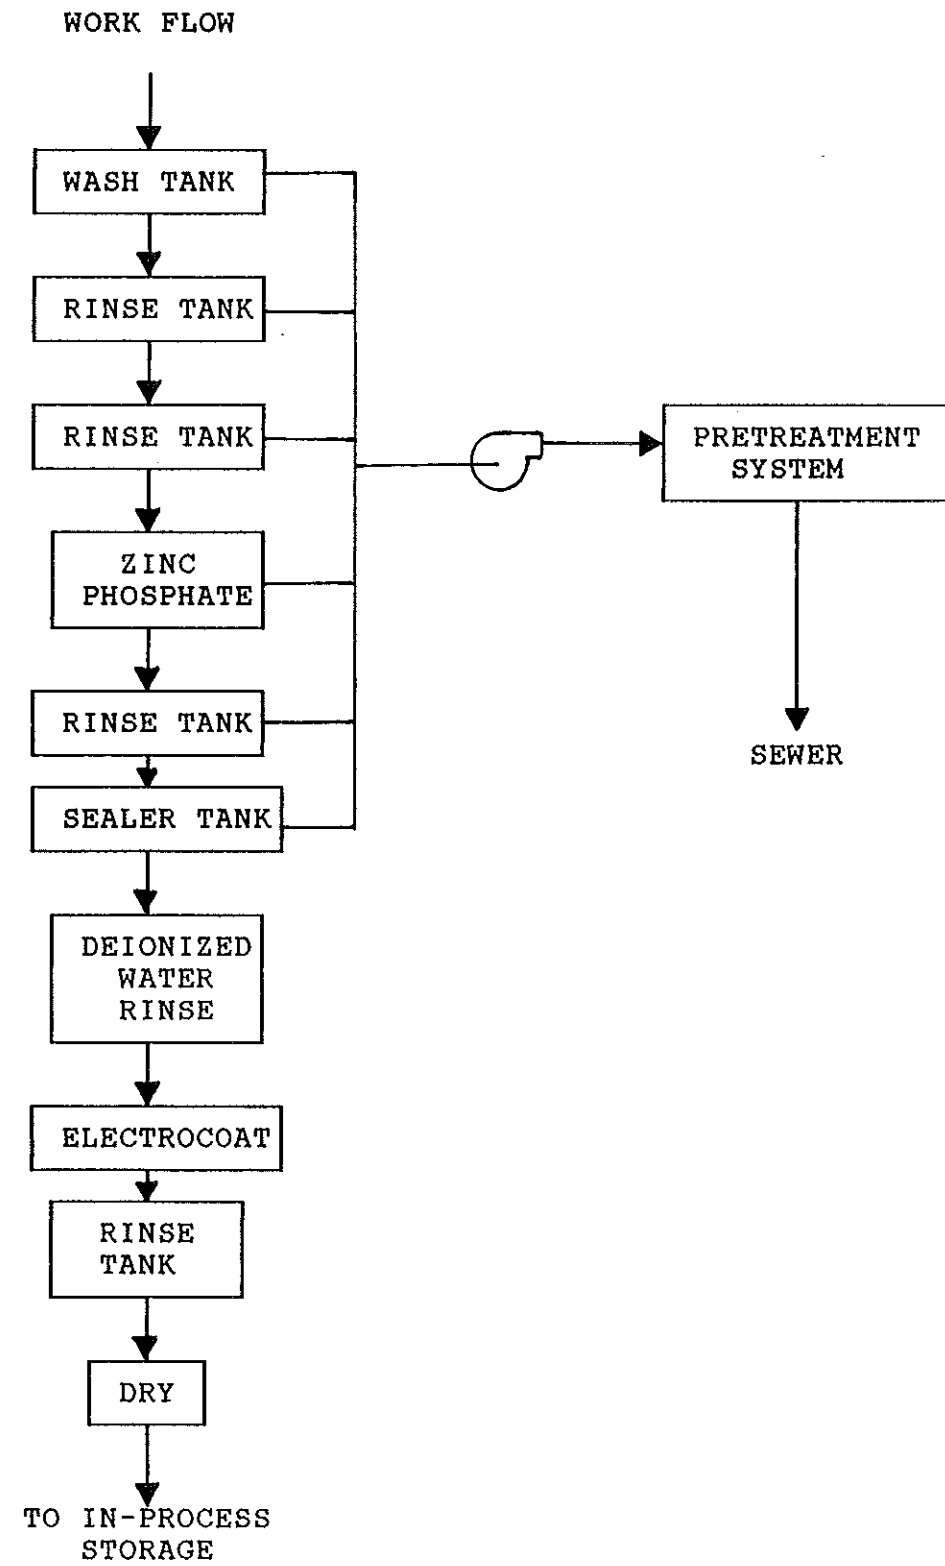 WORK FLOW
WASH TANK
RINSE TANK
RINSE TANK
ZINC
PHOSPHATE
RINSE TANK
SEALER TANK
DEIONIZED
WATER
RINSE
ELECTROCOAT
RINSE
TANK
DRY
TO IN-PROCESS
STORAGE
PRETREATMENT
SYSTEM
SEWER